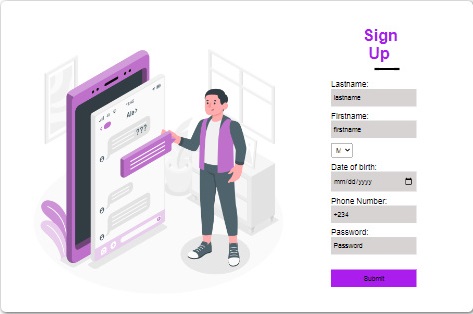 Sign
Up
Lastname:
lastname
Firstname:
firstname
M
Date of birth:
mm/dd/yyyy
Phone Number:
+234
Password:
Password
Submit
???